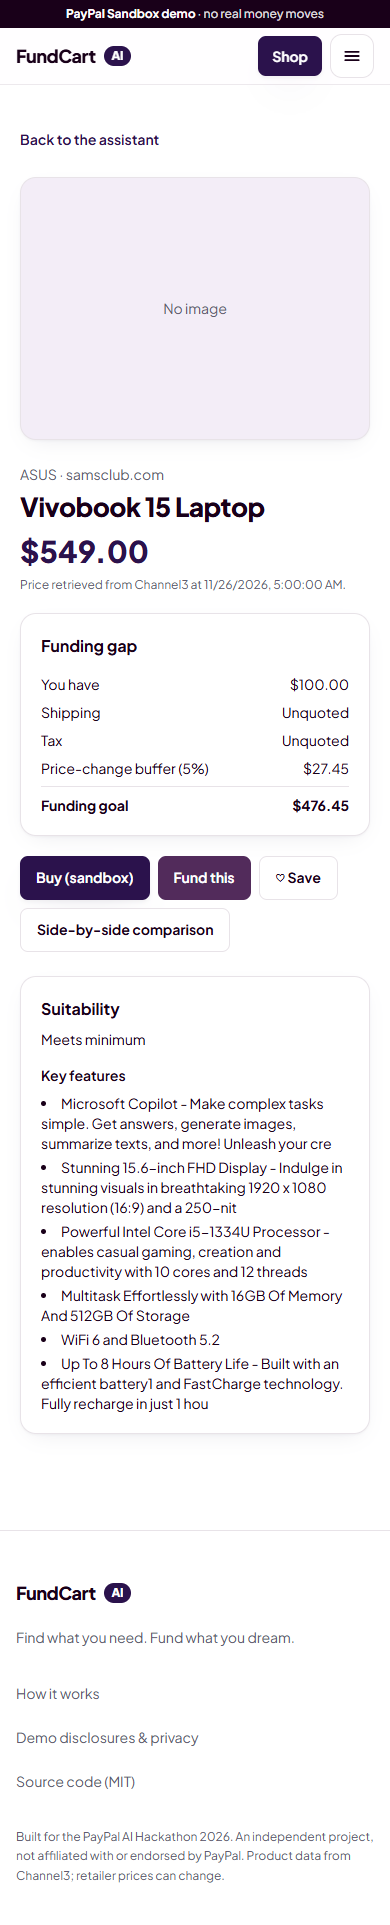 PayPal Sandbox demo · no real money moves
FundCart AI
Shop
Back to the assistant
No image
ASUS · samsclub.com
Vivobook 15 Laptop
$549.00
Price retrieved from Channel3 at 11/26/2026, 5:00:00 AM.
Funding gap
You have $100.00
Shipping Unquoted
Tax Unquoted
Price-change buffer (5%) $27.45
Funding goal $476.45
Buy (sandbox)
Fund this
♡ Save
Side-by-side comparison
Suitability
Meets minimum
Key features
• Microsoft Copilot - Make complex tasks
simple. Get answers, generate images,
summarize texts, and more! Unleash your cre
• Stunning 15.6-inch FHD Display - Indulge in
stunning visuals in breathtaking 1920 x 1080
resolution (16:9) and a 250-nit
• Powerful Intel Core i5-1334U Processor -
enables casual gaming, creation and
productivity with 10 cores and 12 threads
• Multitask Effortlessly with 16GB Of Memory
And 512GB Of Storage
• WiFi 6 and Bluetooth 5.2
• Up To 8 Hours Of Battery Life - Built with an
efficient battery1 and FastCharge technology.
Fully recharge in just 1 hou
FundCart AI
Find what you need. Fund what you dream.
How it works
Demo disclosures & privacy
Source code (MIT)
Built for the PayPal AI Hackathon 2026. An independent project,
not affiliated with or endorsed by PayPal. Product data from
Channel3; retailer prices can change.